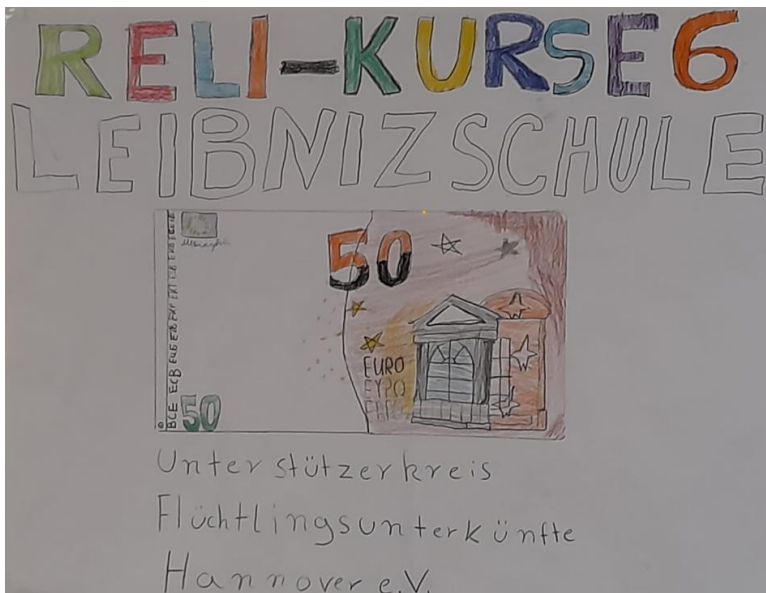 RELI-KURSE 6
LEIBNIZSCHULE
50
EURO
EYPO
50
Unterstützerkreis
Flüchtlingsunterkünfte
Hannover e.V.